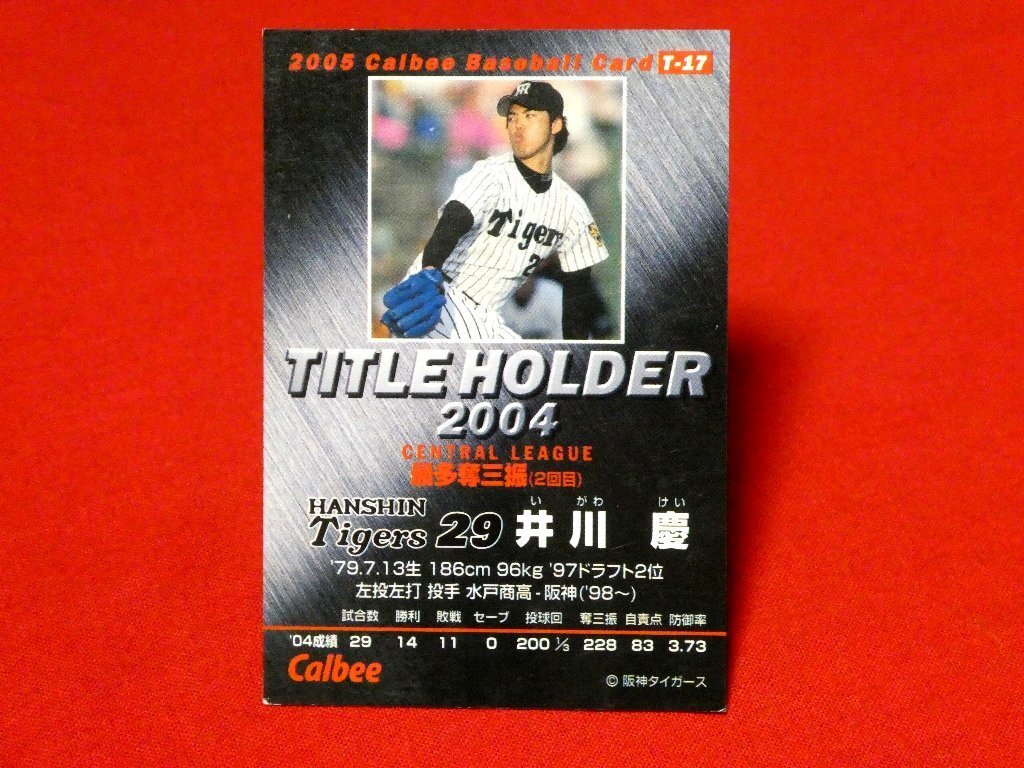 2005 Calbee Baseball Card T-17
Tigers
2
TITLE HOLDER
2004
CENTRAL LEAGUE
最多奪三振(2回目)
い がわ けい
HANSHIN
Tigers 29 井川 慶
'79.7.13生 186cm 96kg '97ドラフト2位
左投左打 投手 水戸商高-阪神('98〜)
試合数 勝利 敗戦 セーブ 投球回 奪三振 自責点 防御率
'04成績 29 14 11 0 200 1/3 228 83 3.73
Calbee
© 阪神タイガース